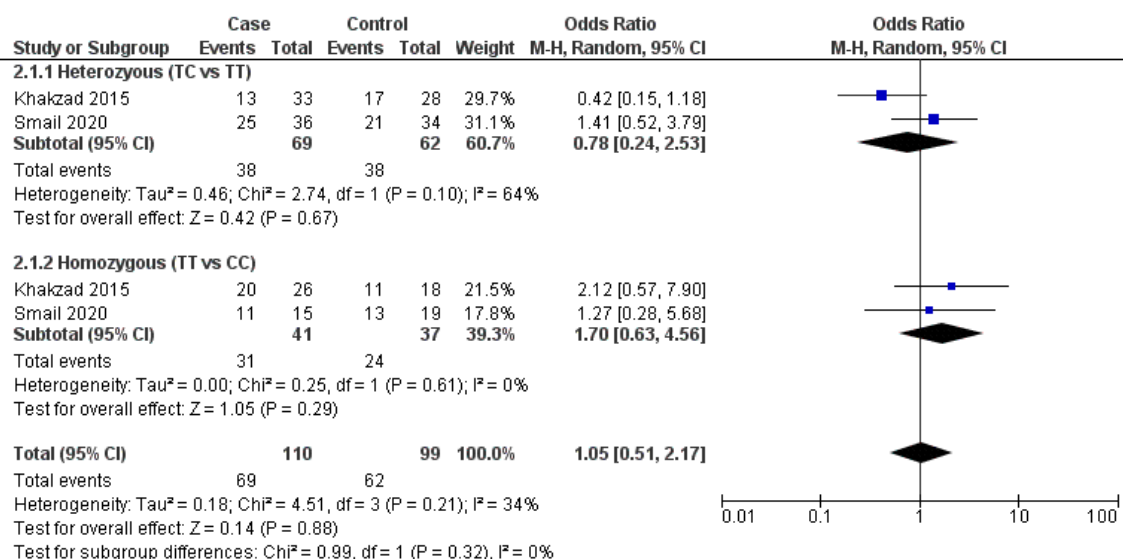 Case Control Odds Ratio Odds Ratio
Study or Subgroup Events Total Events Total Weight M-H, Random, 95% CI M-H, Random, 95% CI
2.1.1 Heterozyous (TC vs TT)
Khakzad 2015 13 33 17 28 29.7% 0.42 [0.15, 1.18]
Smail 2020 25 36 21 34 31.1% 1.41 [0.52, 3.79]
Subtotal (95% CI) 69 62 60.7% 0.78 [0.24, 2.53]
Total events 38 38
Heterogeneity: Tau² = 0.46; Chi² = 2.74, df = 1 (P = 0.10); I² = 64%
Test for overall effect: Z = 0.42 (P = 0.67)
2.1.2 Homozygous (TT vs CC)
Khakzad 2015 20 26 11 18 21.5% 2.12 [0.57, 7.90]
Smail 2020 11 15 13 19 17.8% 1.27 [0.28, 5.68]
Subtotal (95% CI) 41 37 39.3% 1.70 [0.63, 4.56]
Total events 31 24
Heterogeneity: Tau² = 0.00; Chi² = 0.25, df = 1 (P = 0.61); I² = 0%
Test for overall effect: Z = 1.05 (P = 0.29)
Total (95% CI) 110 99 100.0% 1.05 [0.51, 2.17]
Total events 69 62
Heterogeneity: Tau² = 0.18; Chi² = 4.51, df = 3 (P = 0.21); I² = 34%
Test for overall effect: Z = 0.14 (P = 0.88)
Test for subgroup differences: Chi² = 0.99, df = 1 (P = 0.32), I² = 0%
0.01 0.1 1 10 100